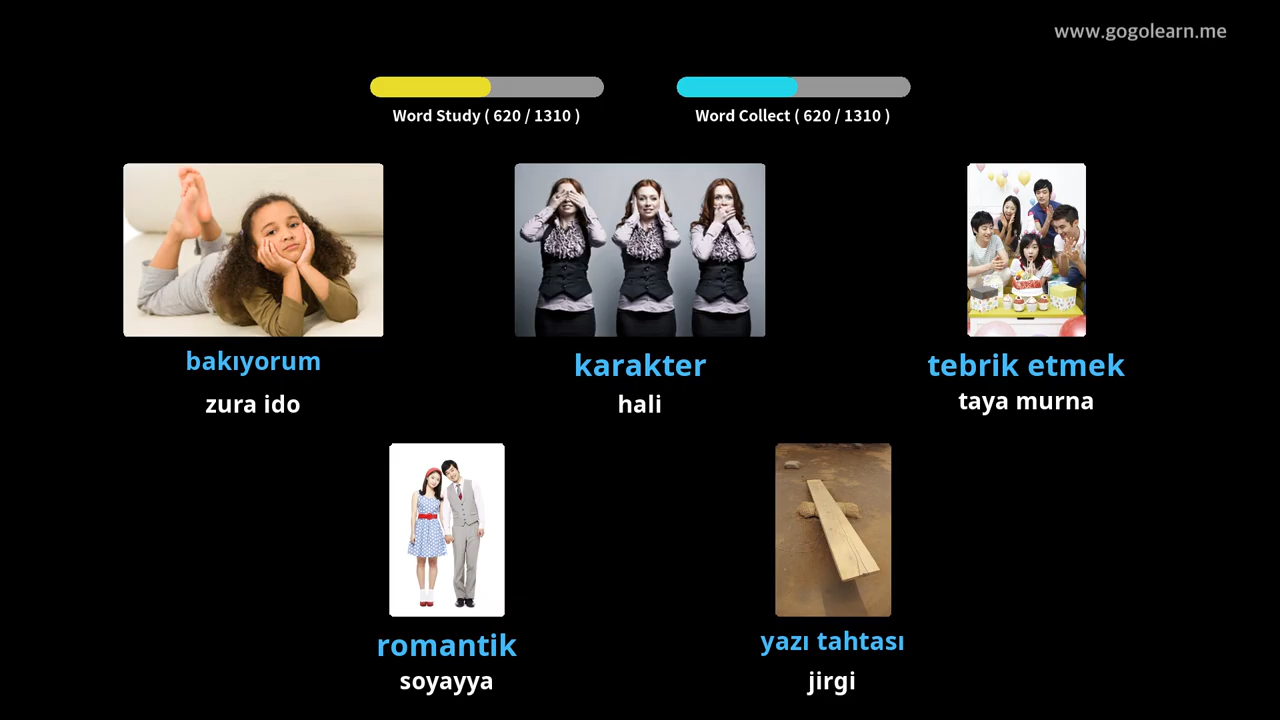 www.gogolearn.me
Word Study ( 620 / 1310 )
Word Collect ( 620 / 1310 )
bakıyorum
zura ido
karakter
hali
tebrik etmek
taya murna
romantik
soyayya
yazı tahtası
jirgi